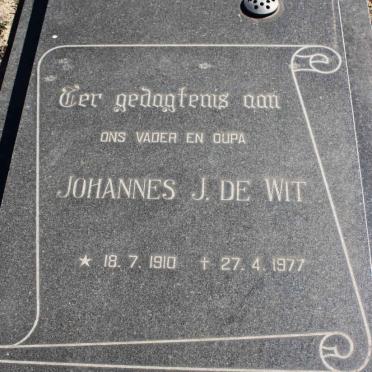 Ter gedagtenis aan
ONS VADER EN OUPA
JOHANNES J. DE WIT
★ 18. 7. 1910 ✝ 27. 4. 1977